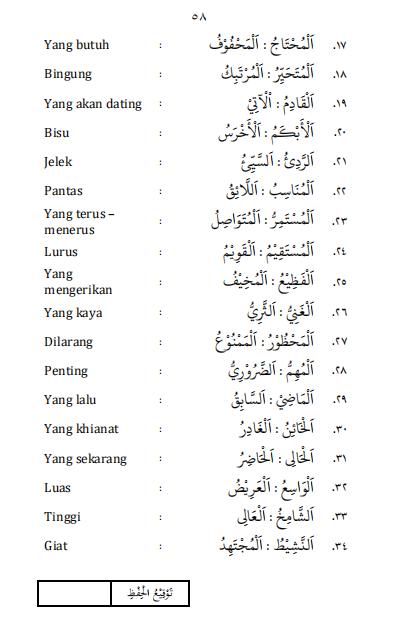 ٥٨
١٧. اَلْمُحْتَاجُ : اَلْمَحْفُوْفُ : Yang butuh
١٨. اَلْمُتَحَيِّرُ : اَلْمُرْتَبِكُ : Bingung
١٩. اَلْقَادِمُ : اْلآتِيْ : Yang akan dating
٢٠. اَلْأَبْكَمُ : اَلْأَخْرَسُ : Bisu
٢١. اَلرَّدِئُ : اَلسَّيِّئُ : Jelek
٢٢. اَلْمُنَاسِبُ : اَللَّائِقُ : Pantas
٢٣. اَلْمُسْتَمِرُّ : اَلْمُتَوَاصِلُ : Yang terus –
menerus
٢٤. اَلْمُسْتَقِيْمُ : اَلْقَوِيْمُ : Lurus
٢٥. اَلْفَظِيْعُ : اَلْمُخِيْفُ : Yang
mengerikan
٢٦. اَلْغَنِيُّ : اَلثَّرِيُّ : Yang kaya
٢٧. اَلْمَحْظُوْرُ : اَلْمَمْنُوْعُ : Dilarang
٢٨. اَلْمُهِمُّ : اَلضَّرُوْرِيُّ : Penting
٢٩. اَلْمَاضِيْ : اَلسَّابِقُ : Yang lalu
٣٠. اَلْخَائِنُ : اَلْغَادِرُ : Yang khianat
٣١. اَلْحَالِى : اَلْحَاضِرُ : Yang sekarang
٣٢. اَلْوَاسِعُ : اَلْعَرِيْضُ : Luas
٣٣. اَلشَّامِخُ : اَلْعَالِى : Tinggi
٣٤. اَلنَّشِيْطُ : اَلْمُجْتَهِدُ : Giat
تَوْقِيْعُ الْحِفْظِ